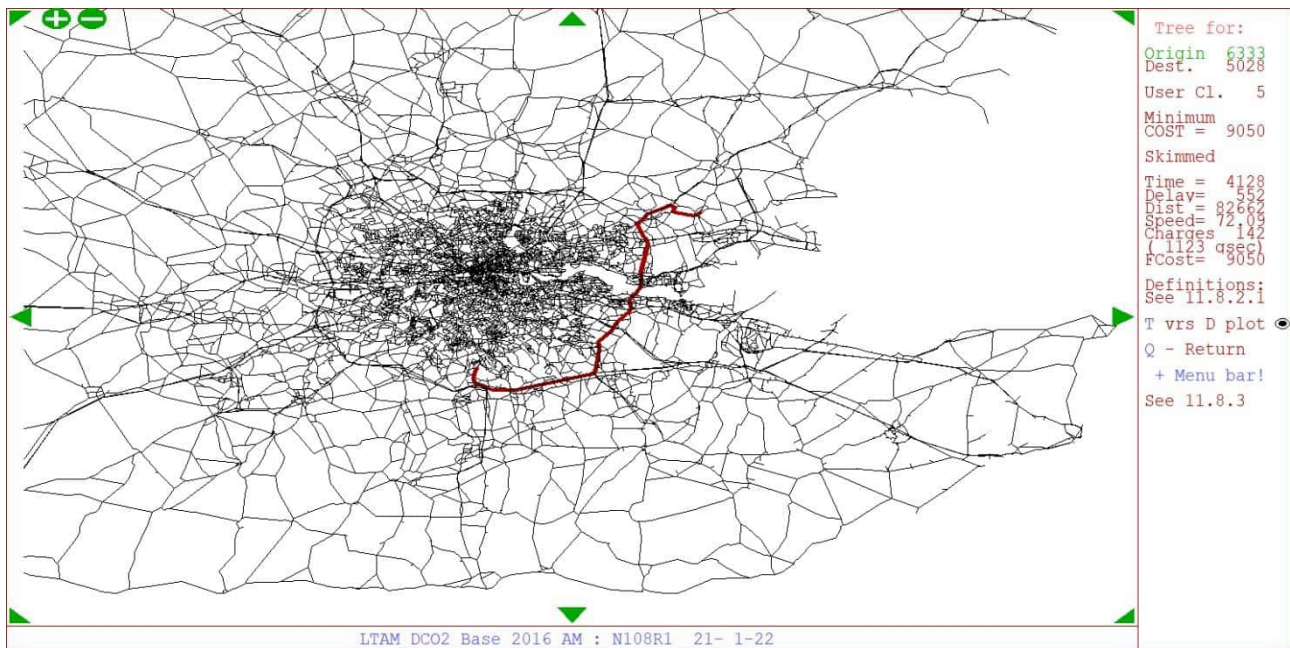 Tree for:
Origin 6333
Dest. 5028
User Cl. 5
Minimum
COST = 9050
Skimmed
Time = 4128
Delay= 552
Dist = 82662
Speed= 72.09
Charges 142
( 1123 qsec)
FCost= 9050
Definitions:
See 11.8.2.1
T vrs D plot
Q - Return
+ Menu bar!
See 11.8.3
LTAM DCO2 Base 2016 AM : N108R1 21- 1-22